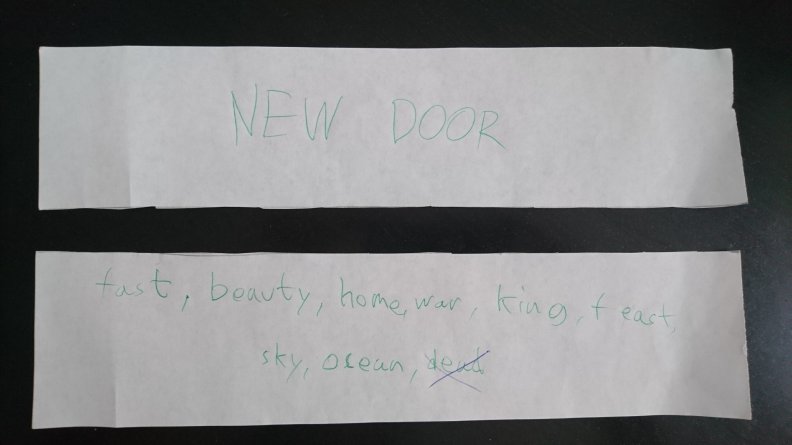 NEW DOOR
fast, beauty, home, war, king, feast,
sky, ocean,